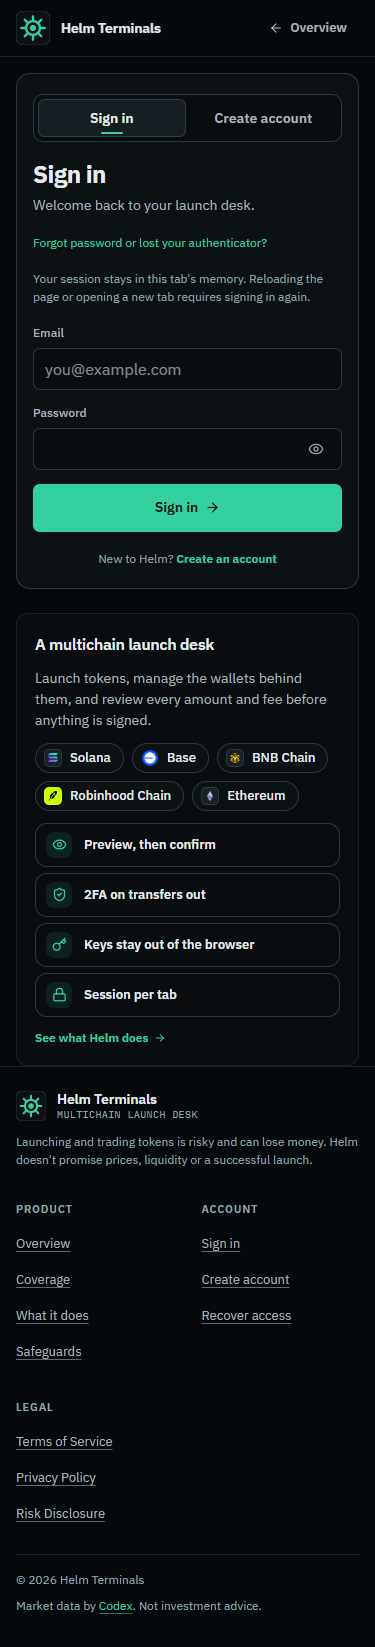 Helm Terminals
Overview
Sign in
Create account
Sign in
Welcome back to your launch desk.
Forgot password or lost your authenticator?
Your session stays in this tab's memory. Reloading the
page or opening a new tab requires signing in again.
Email
you@example.com
Password
Sign in
New to Helm? Create an account
A multichain launch desk
Launch tokens, manage the wallets behind
them, and review every amount and fee before
anything is signed.
Solana
Base
BNB Chain
Robinhood Chain
Ethereum
Preview, then confirm
2FA on transfers out
Keys stay out of the browser
Session per tab
See what Helm does
Helm Terminals
MULTICHAIN LAUNCH DESK
Launching and trading tokens is risky and can lose money. Helm
doesn't promise prices, liquidity or a successful launch.
PRODUCT
Overview
Coverage
What it does
Safeguards
ACCOUNT
Sign in
Create account
Recover access
LEGAL
Terms of Service
Privacy Policy
Risk Disclosure
© 2026 Helm Terminals
Market data by Codex. Not investment advice.